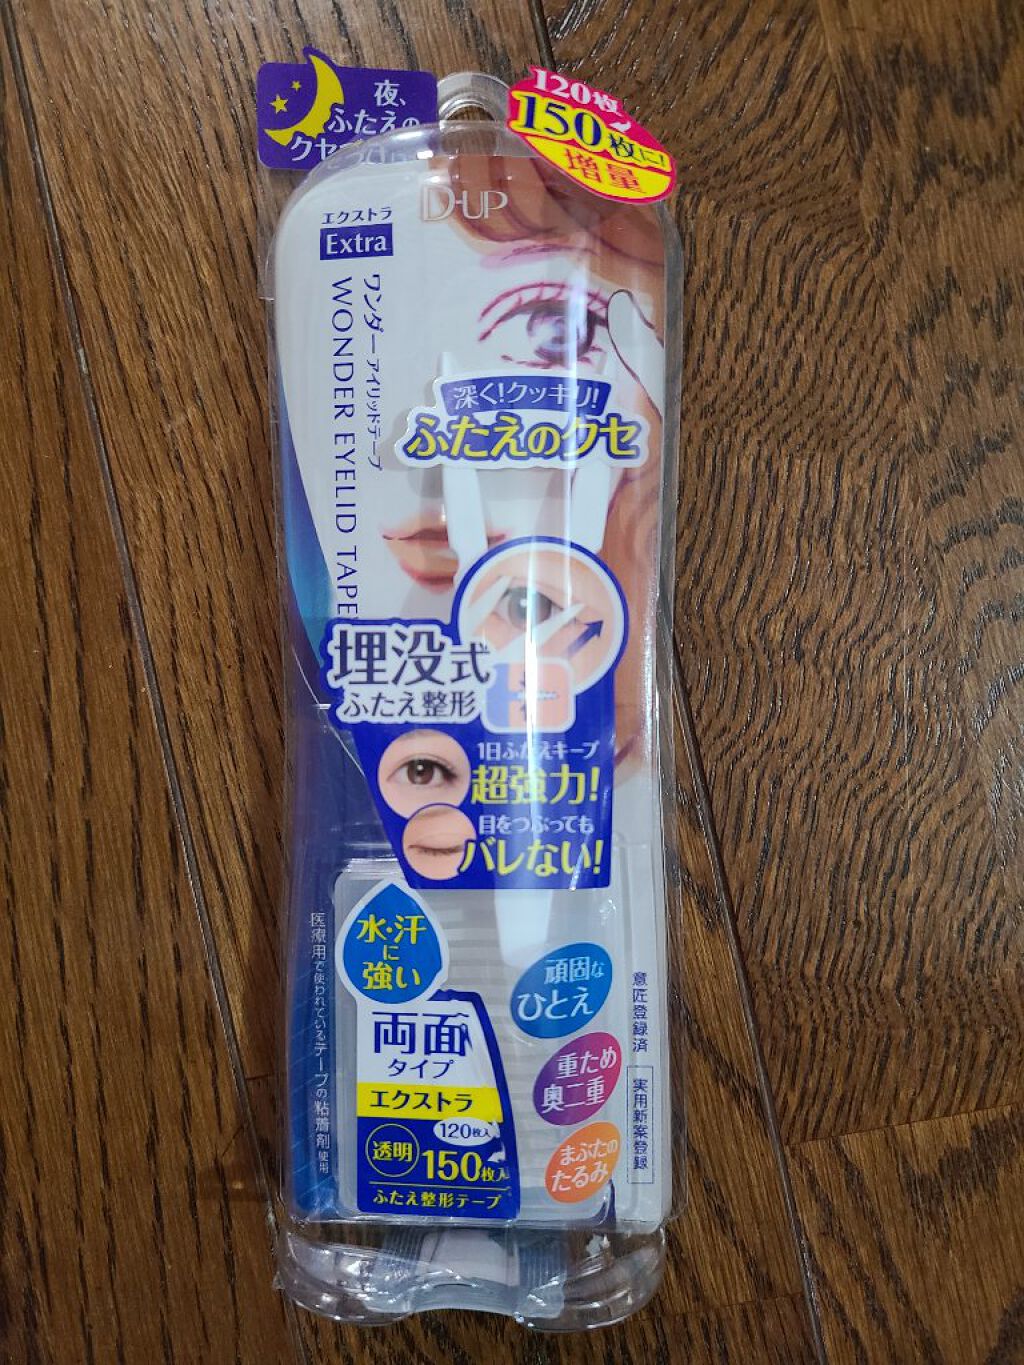 夜、
ふたえの
120枚
150枚に!
増量
D-UP
エクストラ
Extra
ワンダーアイリッドテープ
WONDER EYELID TAPE
深く!クッキリ!
ふたえのクセ
埋没式
ふたえ整形
1日ふたえキープ
超強力!
目をつぶっても
バレない!
水・汗
に
強い
医療用で使われているテープの粘着剤使用
両面
タイプ
エクストラ
120枚入
透明
150枚入
ふたえ整形テープ
頑固な
ひとえ
重ため
奥二重
まぶたの
たるみ
意匠登録済
実用新案登録